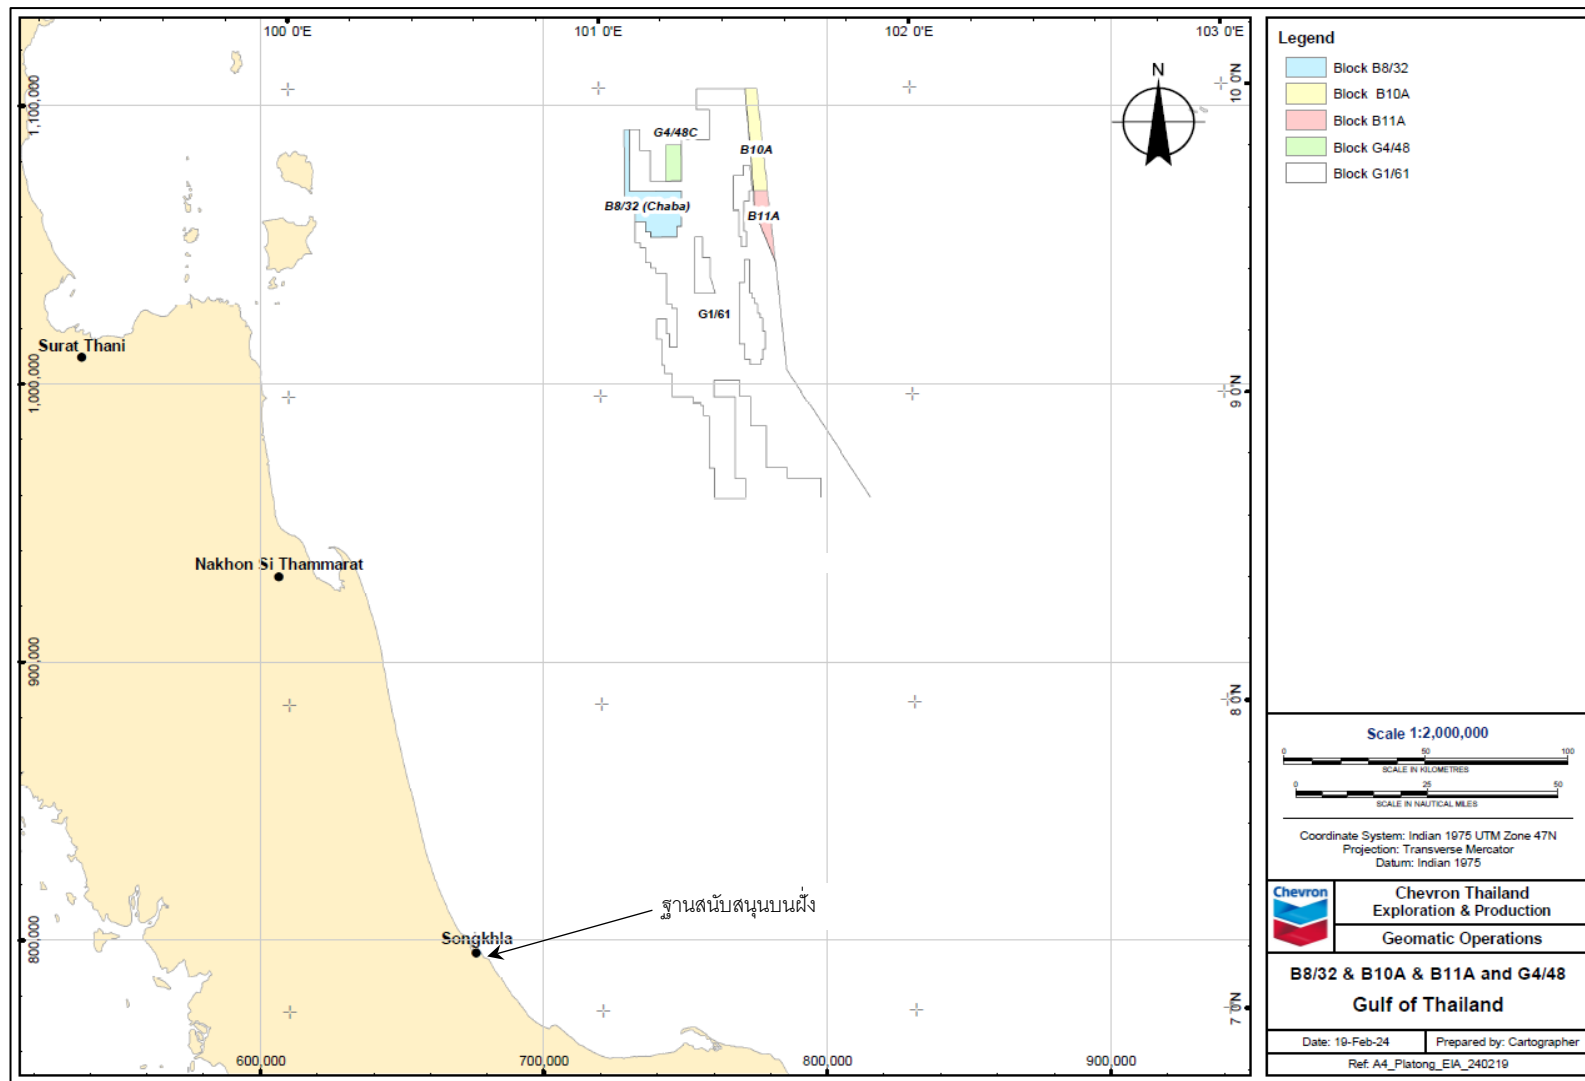 100 0'E
101 0'E
102 0'E
103 0'E
10 0'N
9 0'N
8 0'N
7 0'N
1,100,000
1,000,000
900,000
800,000
600,000
700,000
800,000
900,000
N
G4/48C
B10A
B8/32 (Chaba)
B11A
G1/61
Surat Thani
Nakhon Si Thammarat
ฐานสนับสนุนบนฝั่ง
Songkhla
Legend
Block B8/32
Block B10A
Block B11A
Block G4/48
Block G1/61
Scale 1:2,000,000
0 50 100
SCALE IN KILOMETRES
0 25 50
SCALE IN NAUTICAL MILES
Coordinate System: Indian 1975 UTM Zone 47N
Projection: Transverse Mercator
Datum: Indian 1975
Chevron
Chevron Thailand
Exploration & Production
Geomatic Operations
B8/32 & B10A & B11A and G4/48
Gulf of Thailand
Date: 19-Feb-24
Prepared by: Cartographer
Ref: A4_Platong_EIA_240219